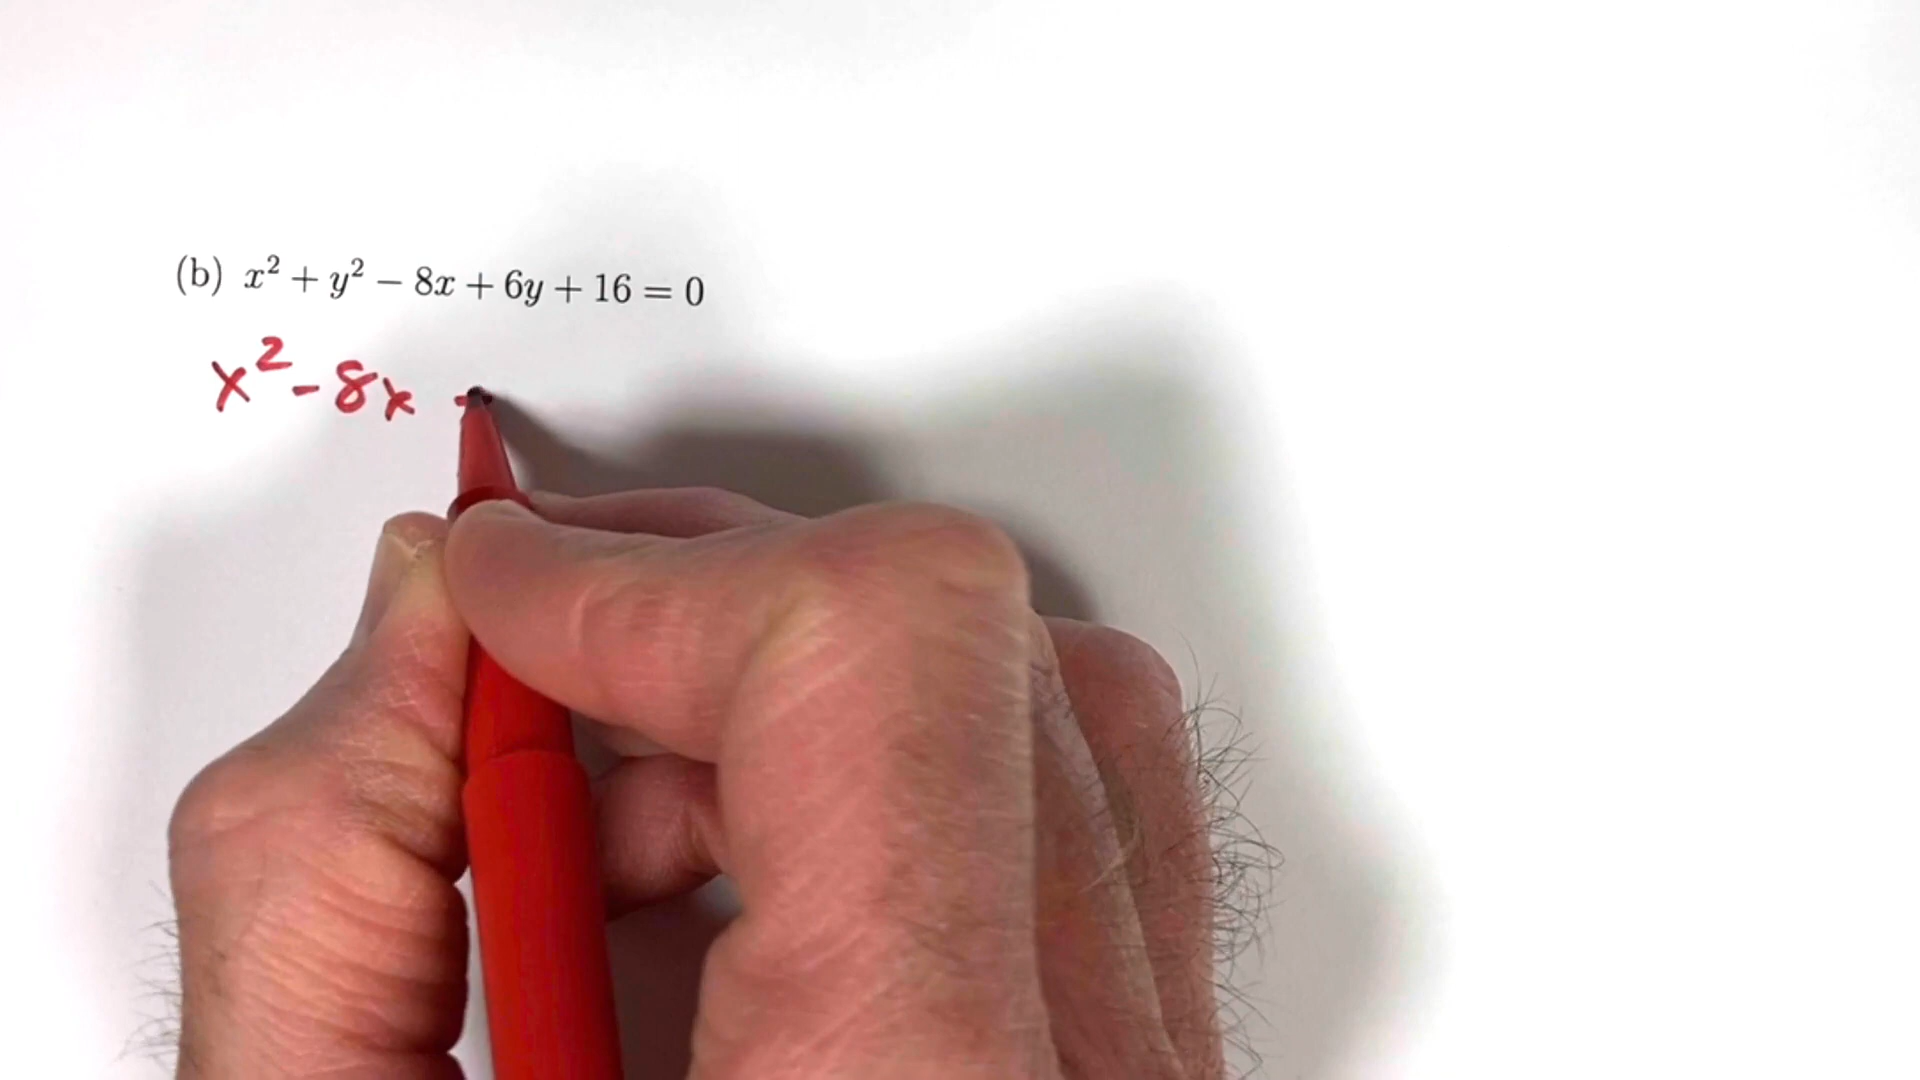 (b) x² + y² − 8x + 6y + 16 = 0
x² - 8x